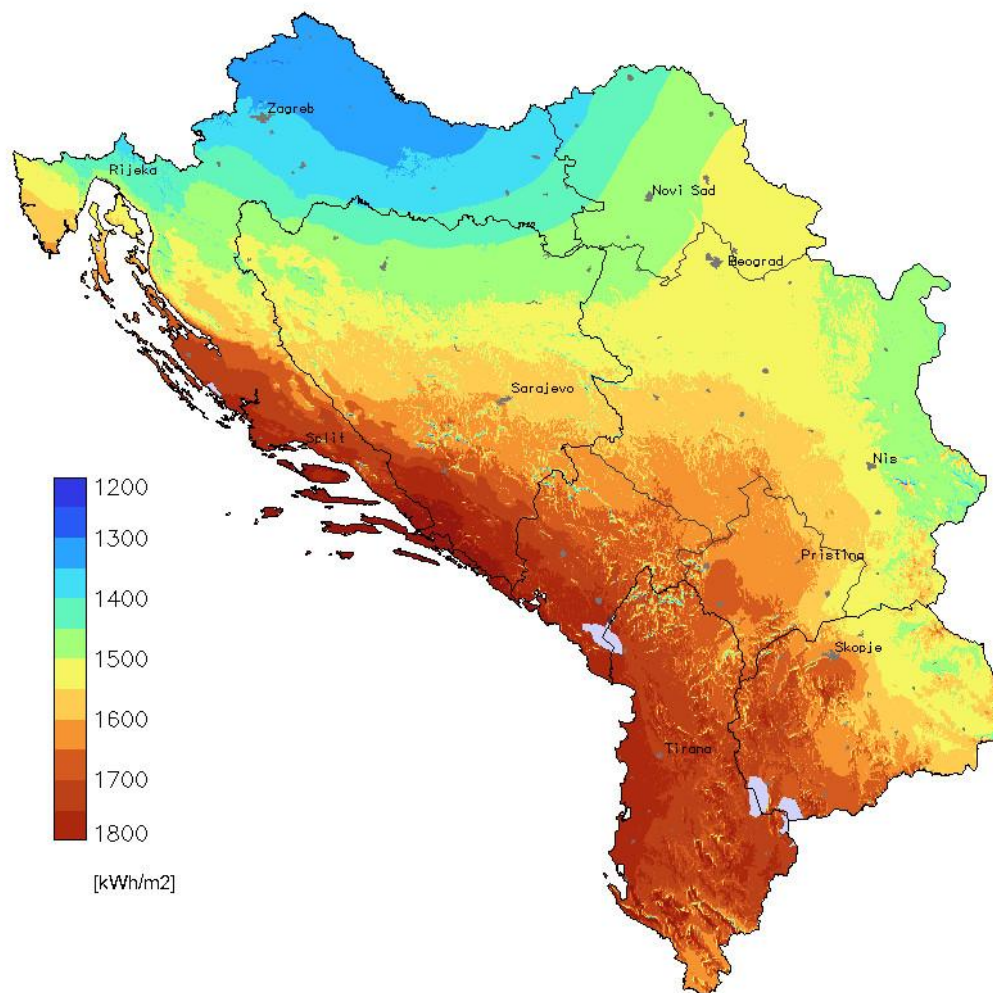 Zagreb
Rijeka
Novi Sad
Beograd
Sarajevo
Split
Nis
Pristina
Skopje
Tirana
1200
1300
1400
1500
1600
1700
1800
[kWh/m2]